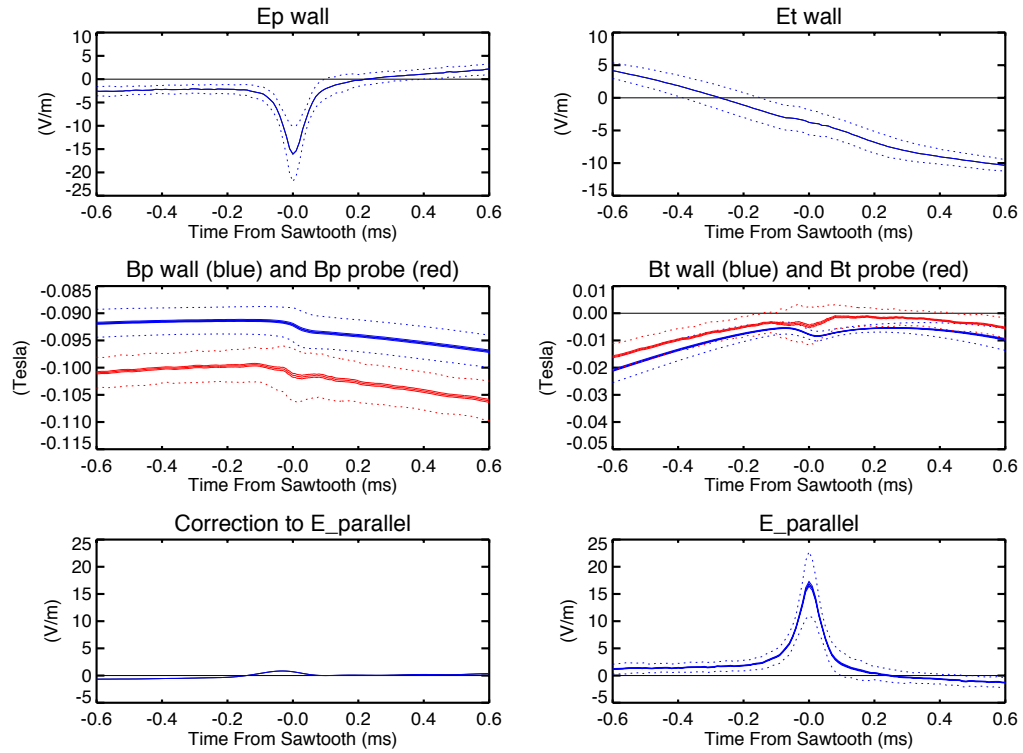 Ep wall
10
5
0
-5
-10
-15
-20
-25
(V/m)
-0.6 -0.4 -0.2 -0.0 0.2 0.4 0.6
Time From Sawtooth (ms)
Et wall
10
5
0
-5
-10
-15
(V/m)
-0.6 -0.4 -0.2 -0.0 0.2 0.4 0.6
Time From Sawtooth (ms)
Bp wall (blue) and Bp probe (red)
-0.085
-0.090
-0.095
-0.100
-0.105
-0.110
-0.115
(Tesla)
-0.6 -0.4 -0.2 -0.0 0.2 0.4 0.6
Time From Sawtooth (ms)
Bt wall (blue) and Bt probe (red)
0.01
0.00
-0.01
-0.02
-0.03
-0.04
-0.05
(Tesla)
-0.6 -0.4 -0.2 -0.0 0.2 0.4 0.6
Time From Sawtooth (ms)
Correction to E_parallel
25
20
15
10
5
0
-5
(V/m)
-0.6 -0.4 -0.2 -0.0 0.2 0.4 0.6
Time From Sawtooth (ms)
E_parallel
25
20
15
10
5
0
-5
(V/m)
-0.6 -0.4 -0.2 -0.0 0.2 0.4 0.6
Time From Sawtooth (ms)